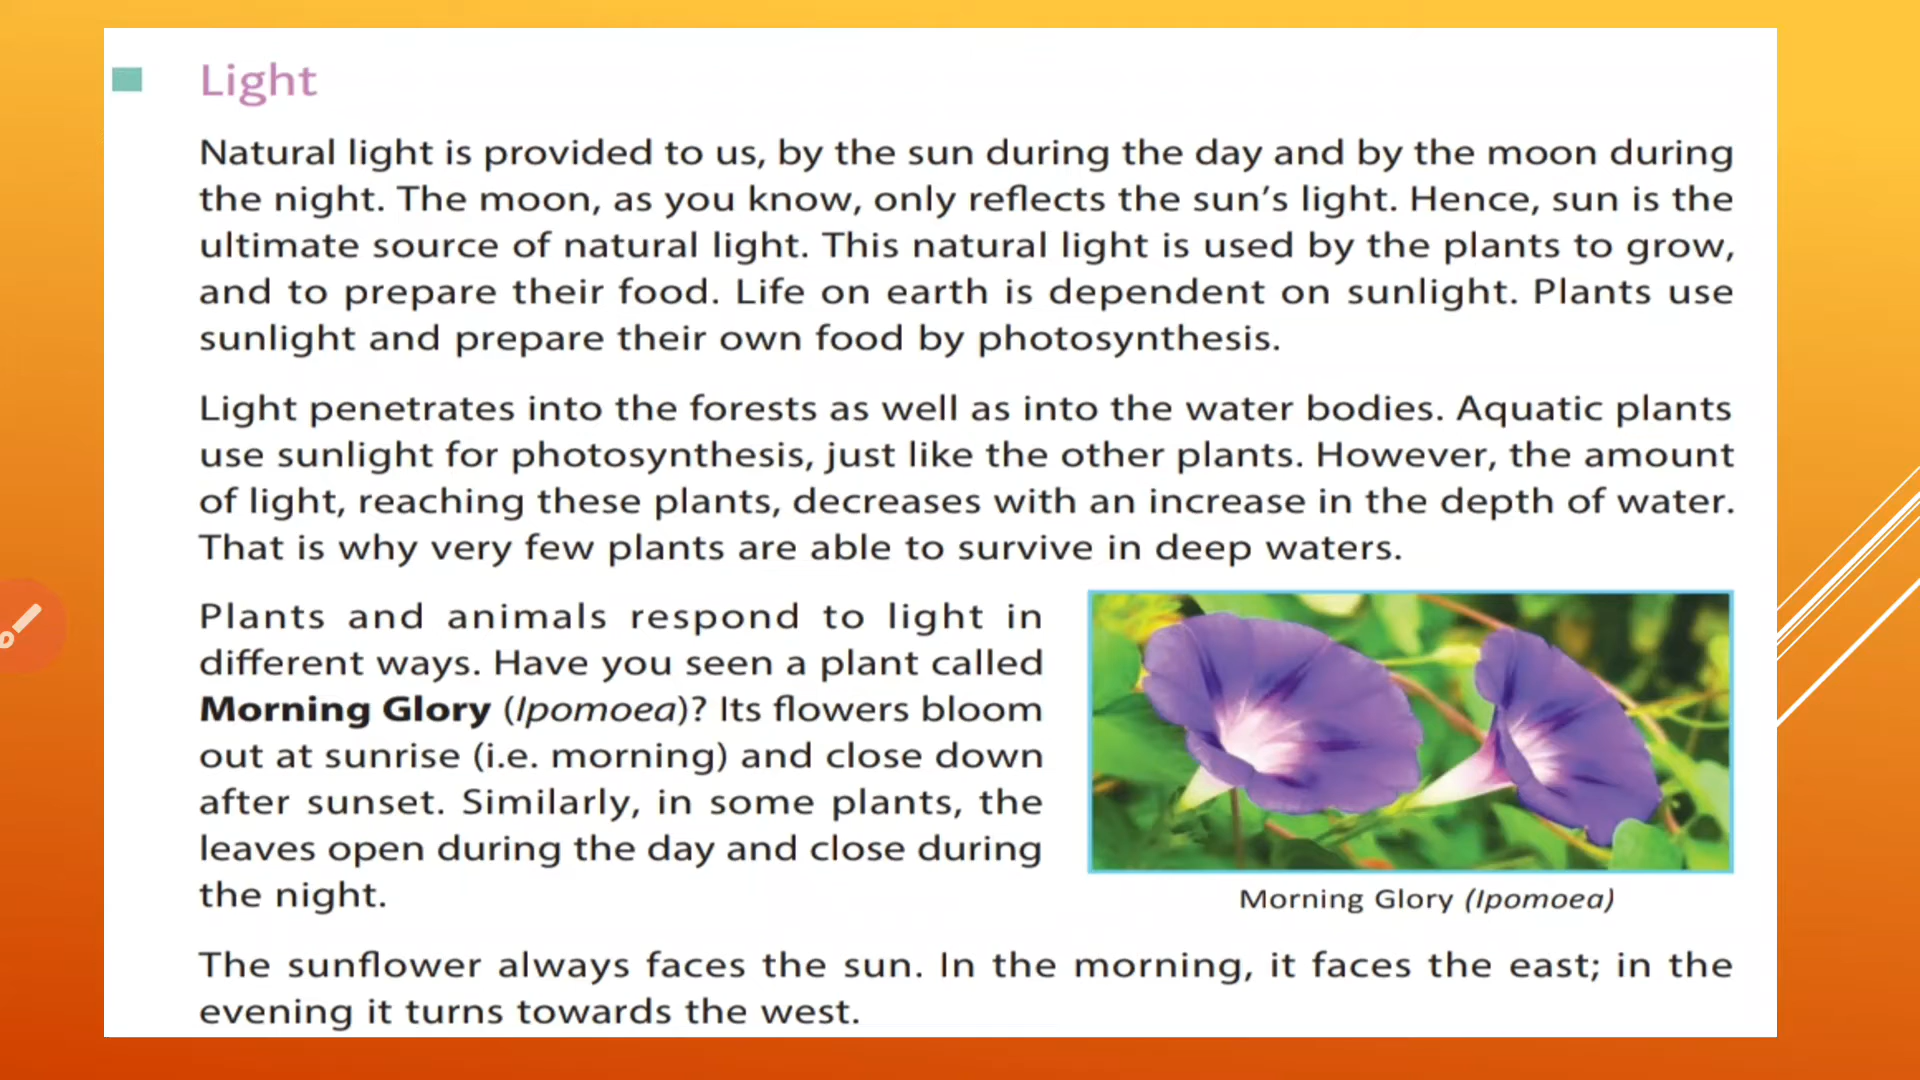 Light
Natural light is provided to us, by the sun during the day and by the moon during
the night. The moon, as you know, only reflects the sun’s light. Hence, sun is the
ultimate source of natural light. This natural light is used by the plants to grow,
and to prepare their food. Life on earth is dependent on sunlight. Plants use
sunlight and prepare their own food by photosynthesis.
Light penetrates into the forests as well as into the water bodies. Aquatic plants
use sunlight for photosynthesis, just like the other plants. However, the amount
of light, reaching these plants, decreases with an increase in the depth of water.
That is why very few plants are able to survive in deep waters.
Plants and animals respond to light in
different ways. Have you seen a plant called
Morning Glory (Ipomoea)? Its flowers bloom
out at sunrise (i.e. morning) and close down
after sunset. Similarly, in some plants, the
leaves open during the day and close during
the night.
Morning Glory (Ipomoea)
The sunflower always faces the sun. In the morning, it faces the east; in the
evening it turns towards the west.